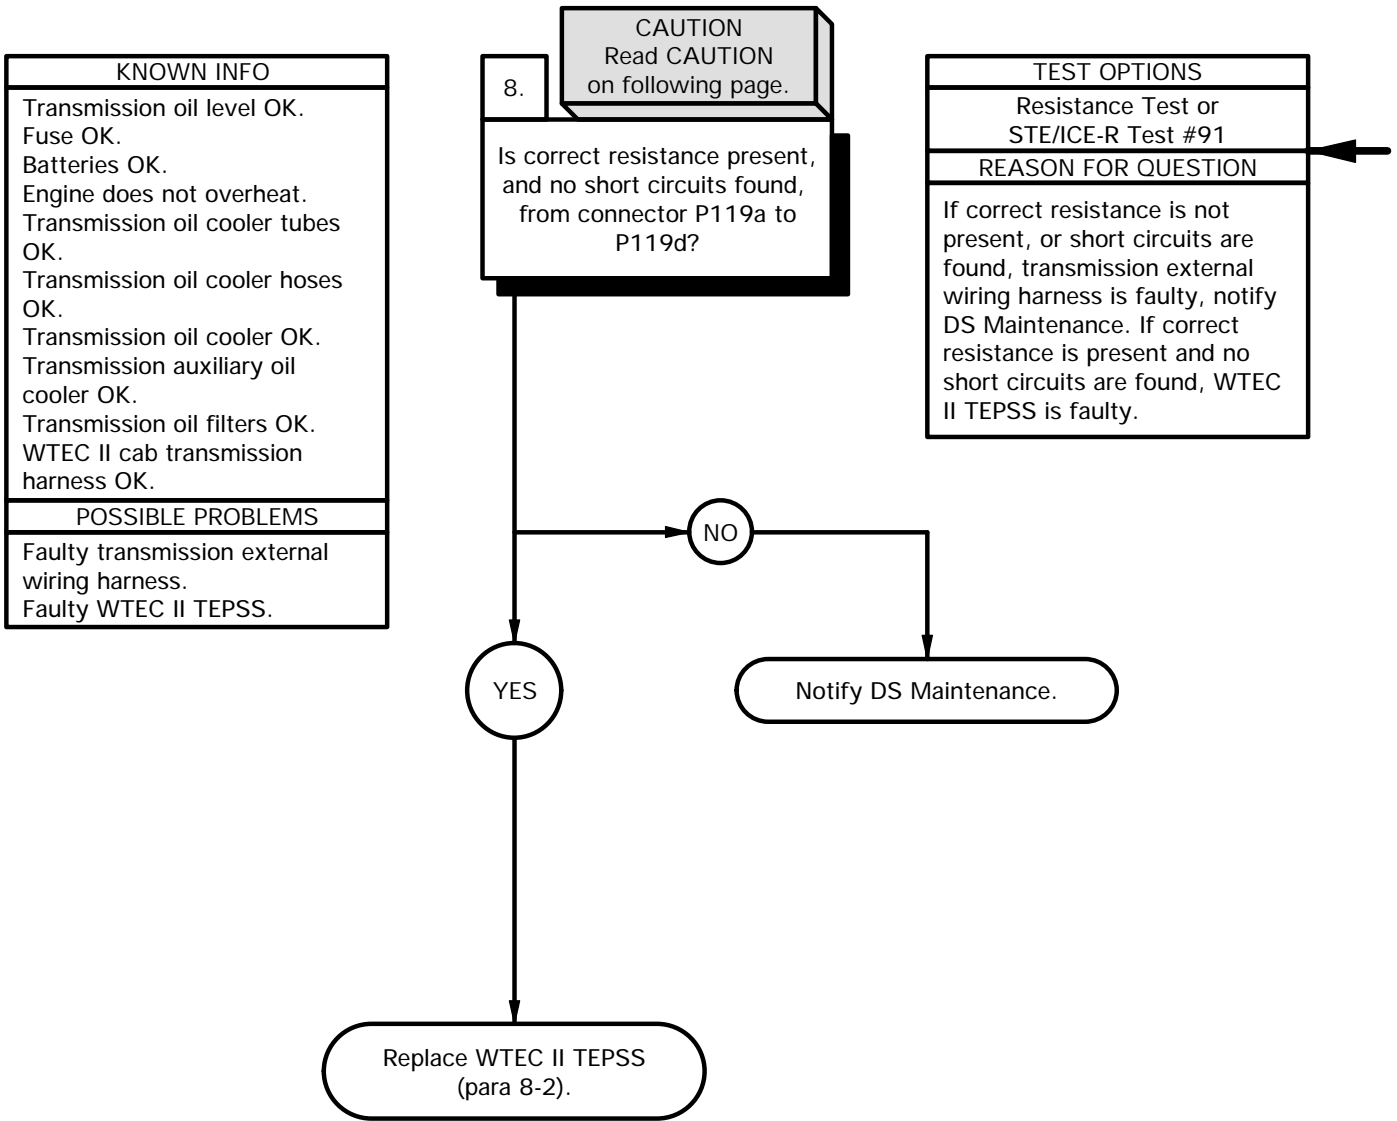 KNOWN INFO
Transmission oil level OK.
Fuse OK.
Batteries OK.
Engine does not overheat.
Transmission oil cooler tubes
OK.
Transmission oil cooler hoses
OK.
Transmission oil cooler OK.
Transmission auxiliary oil
cooler OK.
Transmission oil filters OK.
WTEC II cab transmission
harness OK.
POSSIBLE PROBLEMS
Faulty transmission external
wiring harness.
Faulty WTEC II TEPSS.
CAUTION
Read CAUTION
on following page.
8.
Is correct resistance present,
and no short circuits found,
from connector P119a to
P119d?
TEST OPTIONS
Resistance Test or
STE/ICE-R Test #91
REASON FOR QUESTION
If correct resistance is not
present, or short circuits are
found, transmission external
wiring harness is faulty, notify
DS Maintenance. If correct
resistance is present and no
short circuits are found, WTEC
II TEPSS is faulty.
NO
YES
Notify DS Maintenance.
Replace WTEC II TEPSS
(para 8-2).